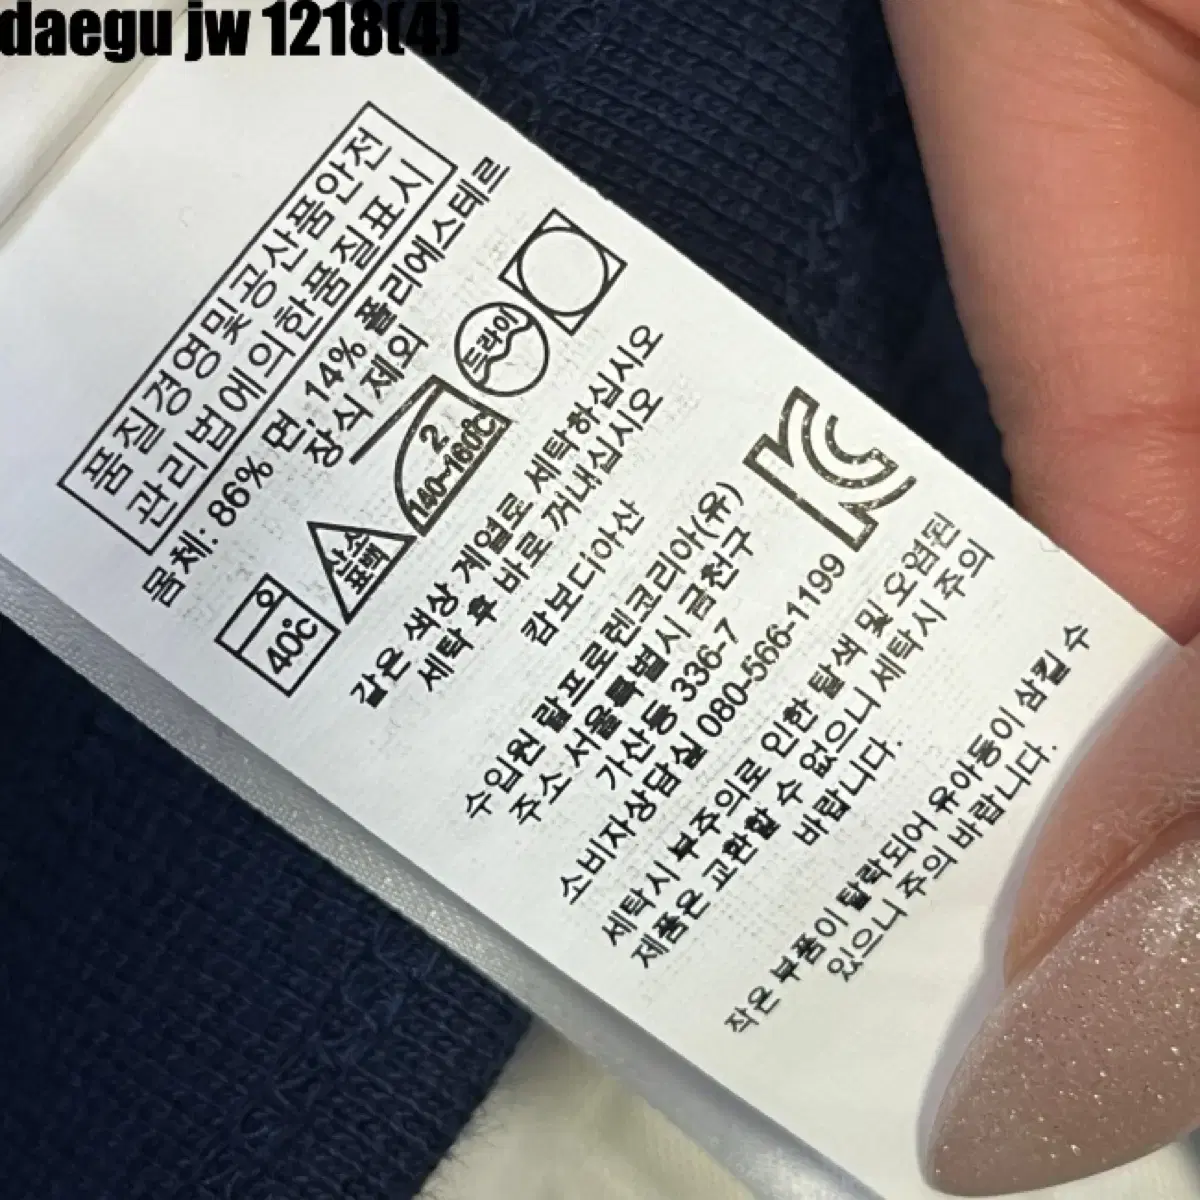 daegu jw 1218(4)
품질경영및공산품안전
관리법에의한품질표시
몸체: 86% 면, 14% 폴리에스테르
장식 제외
40℃
산소
표백
2
140~160℃
드라이
같은 색상 계열로 세탁하십시오
세탁 후 바로 꺼내십시오
캄보디아산
수입원 랄프로렌코리아(유)
주소 서울특별시 금천구
가산동 336-7
소비자상담실 080-566-1199
세탁시 부주의로 인한 탈색 및 오염된
제품은 교환할 수 없으니 세탁시 주의
바랍니다.
작은 부품이 탈락되어 유아동이 삼킬 수
있으니 주의 바랍니다.